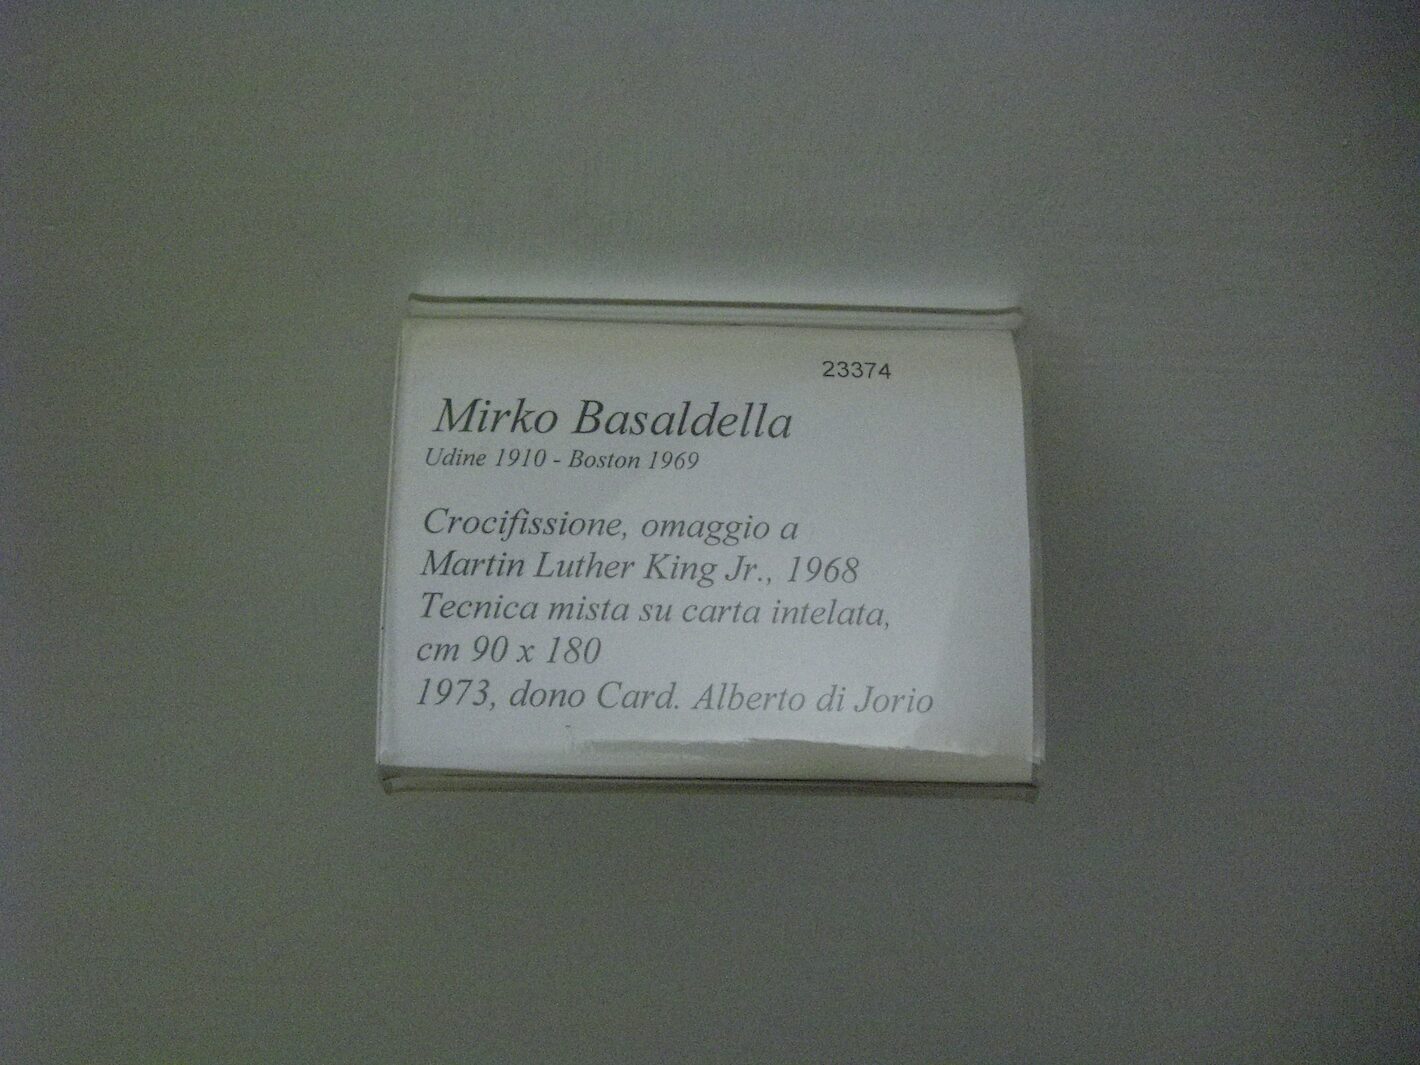 23374
Mirko Basaldella
Udine 1910 - Boston 1969
Crocifissione, omaggio a
Martin Luther King Jr., 1968
Tecnica mista su carta intelata,
cm 90 x 180
1973, dono Card. Alberto di Jorio